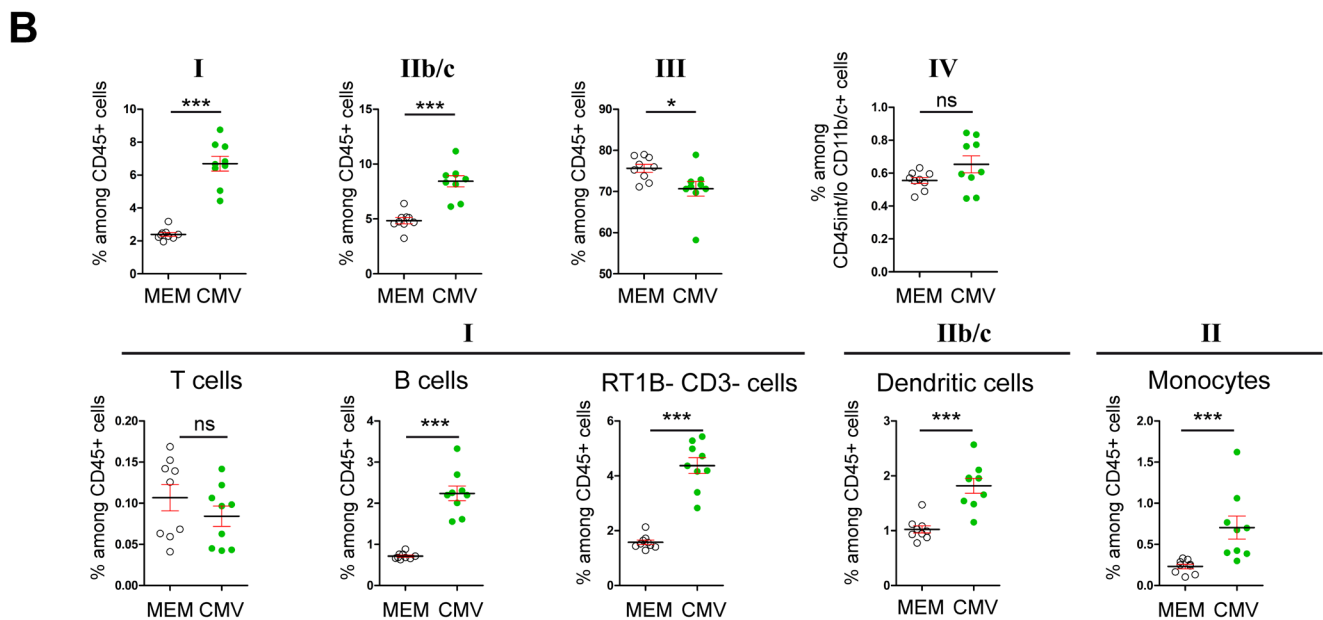 B
I
IIb/c
III
IV
***
***
*
ns
% among CD45+ cells
10
8
6
4
2
0
MEM CMV
% among CD45+ cells
15
10
5
0
MEM CMV
% among CD45+ cells
90
80
70
60
50
MEM CMV
% among
CD45int/lo CD11b/c+ cells
1.0
0.8
0.6
0.4
0.2
0.0
MEM CMV
I
IIb/c
II
T cells
B cells
RT1B- CD3- cells
Dendritic cells
Monocytes
ns
***
***
***
***
% among CD45+ cells
0.20
0.15
0.10
0.05
0.00
MEM CMV
% among CD45+ cells
4
3
2
1
0
MEM CMV
% among CD45+ cells
6
4
2
0
MEM CMV
% among CD45+ cells
3
2
1
0
MEM CMV
% among CD45+ cells
2.0
1.5
1.0
0.5
0.0
MEM CMV